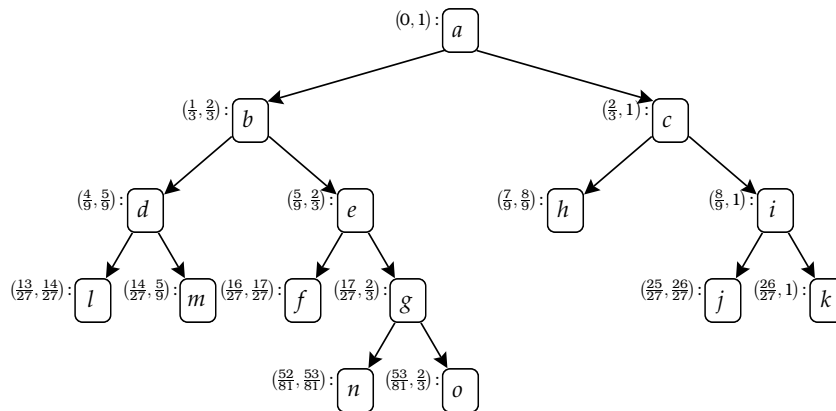 (0, 1): a
(1/3, 2/3): b (2/3, 1): c
(4/9, 5/9): d (5/9, 2/3): e (7/9, 8/9): h (8/9, 1): i
(13/27, 14/27): l (14/27, 5/9): m (16/27, 17/27): f (17/27, 2/3): g (25/27, 26/27): j (26/27, 1): k
(52/81, 53/81): n (53/81, 2/3): o